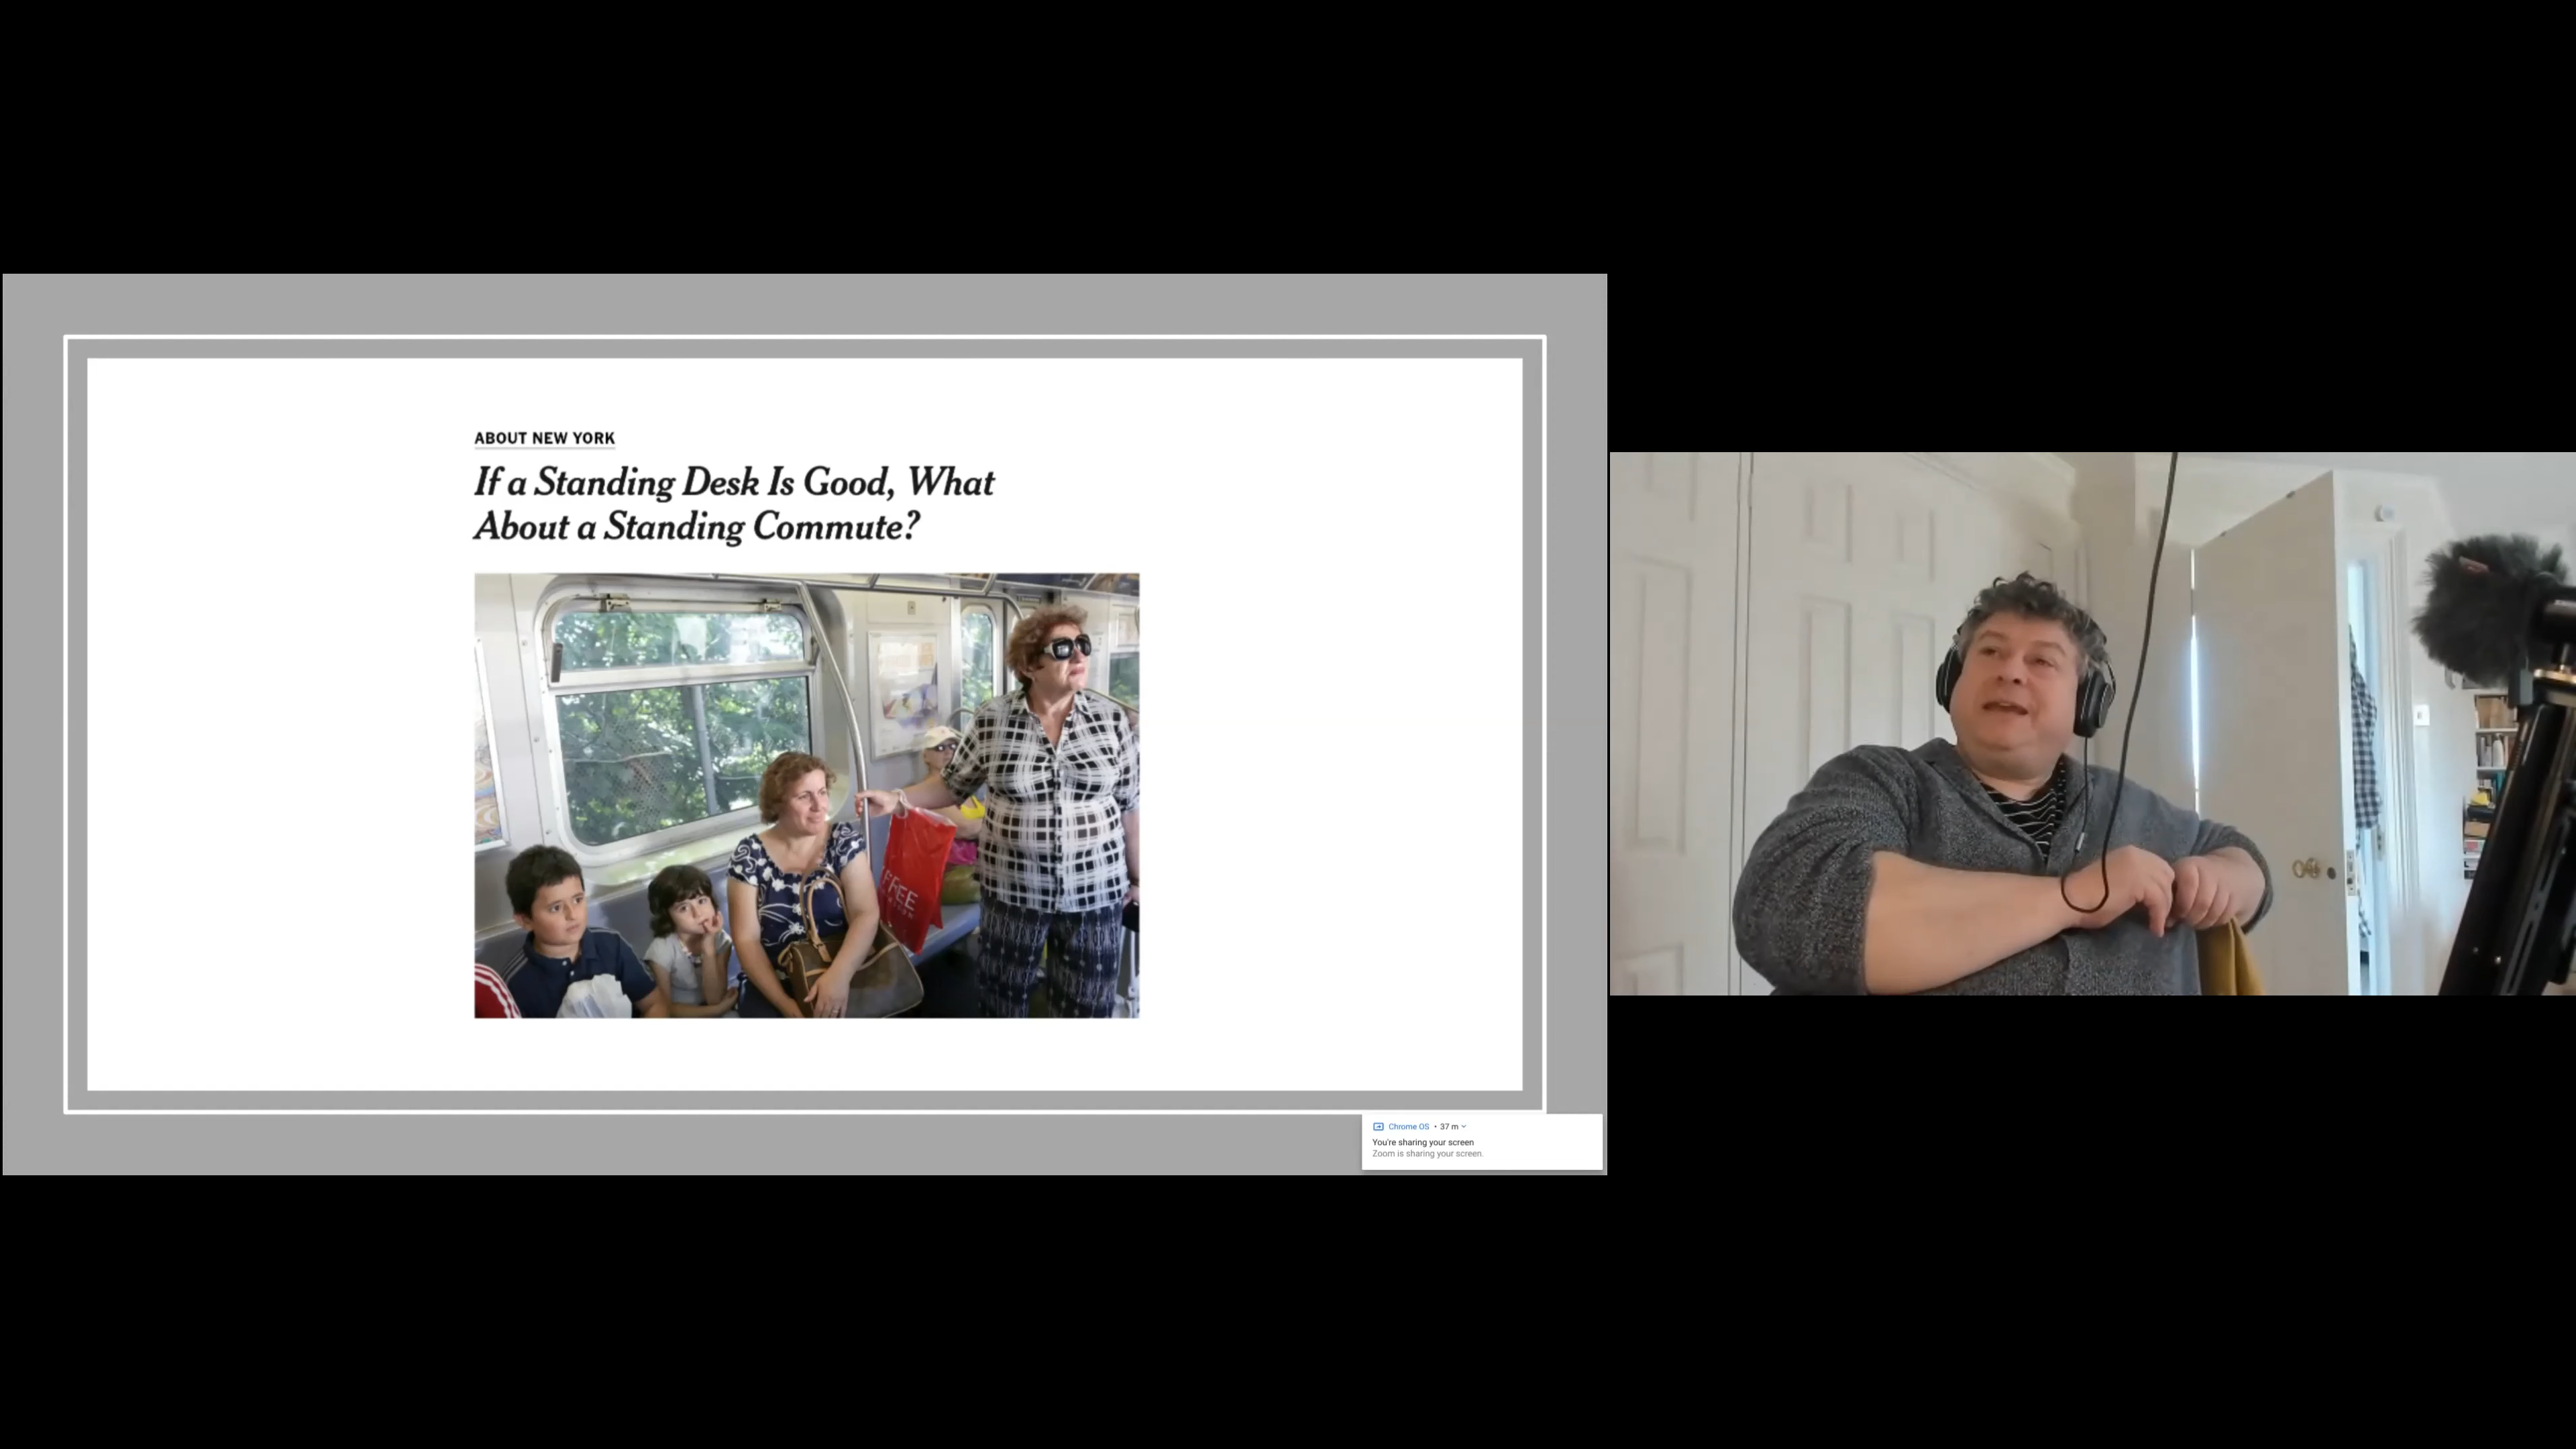 ABOUT NEW YORK
If a Standing Desk Is Good, What
About a Standing Commute?
FREE
Chrome OS • 37 m
You're sharing your screen
Zoom is sharing your screen.